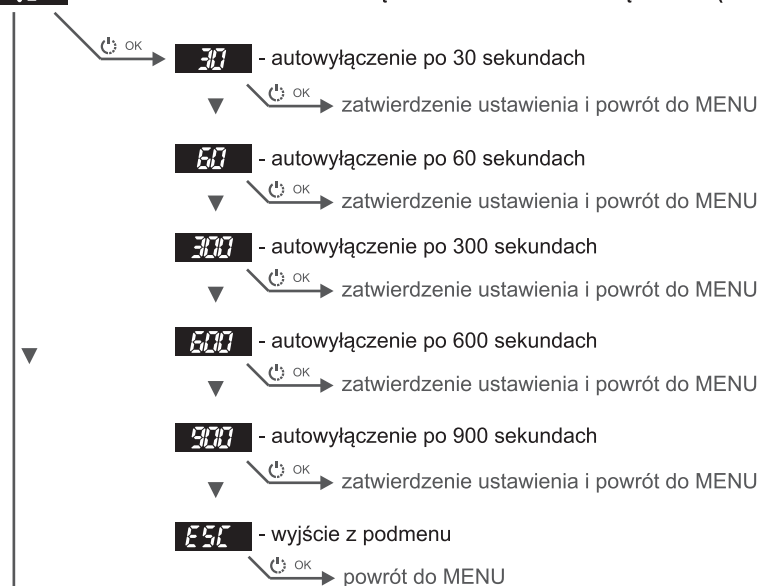 OK
30 - autowyłączenie po 30 sekundach
OK zatwierdzenie ustawienia i powrót do MENU
60 - autowyłączenie po 60 sekundach
OK zatwierdzenie ustawienia i powrót do MENU
300 - autowyłączenie po 300 sekundach
OK zatwierdzenie ustawienia i powrót do MENU
600 - autowyłączenie po 600 sekundach
OK zatwierdzenie ustawienia i powrót do MENU
900 - autowyłączenie po 900 sekundach
OK zatwierdzenie ustawienia i powrót do MENU
ESC - wyjście z podmenu
OK powrót do MENU